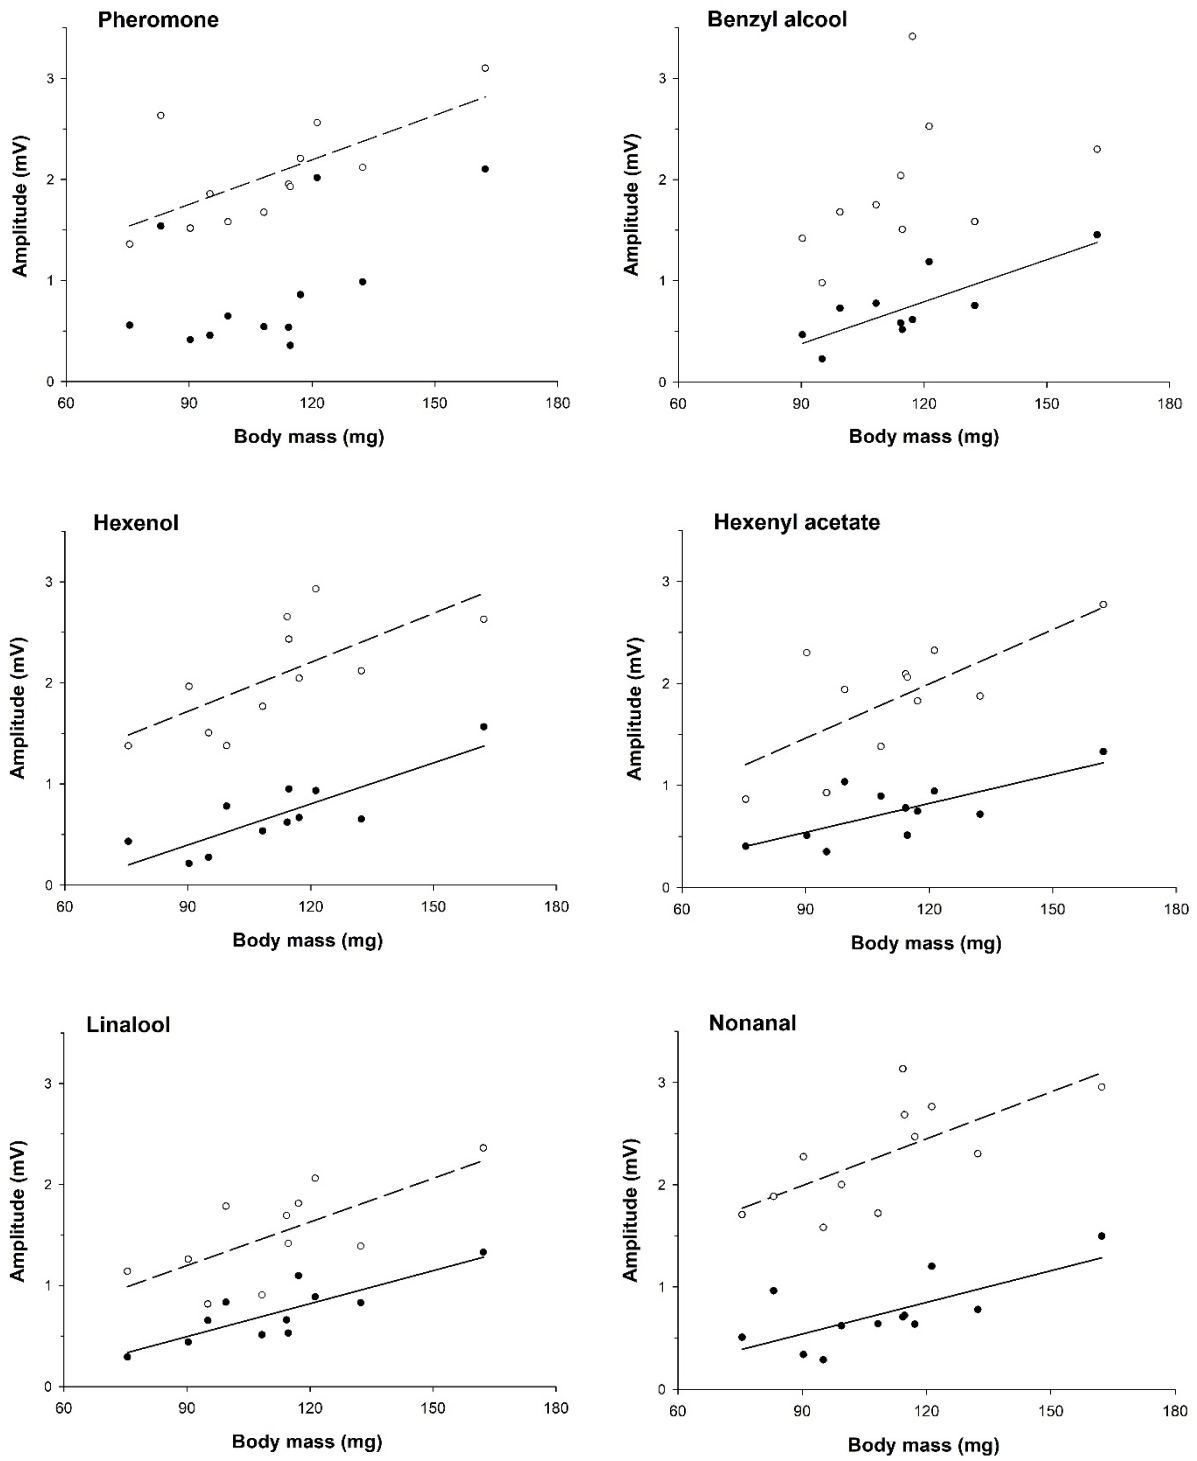 Pheromone
Amplitude (mV)
3
2
1
0
60 90 120 150 180
Body mass (mg)
Benzyl alcool
Amplitude (mV)
3
2
1
0
60 90 120 150 180
Body mass (mg)
Hexenol
Amplitude (mV)
3
2
1
0
60 90 120 150 180
Body mass (mg)
Hexenyl acetate
Amplitude (mV)
3
2
1
0
60 90 120 150 180
Body mass (mg)
Linalool
Amplitude (mV)
3
2
1
0
60 90 120 150 180
Body mass (mg)
Nonanal
Amplitude (mV)
3
2
1
0
60 90 120 150 180
Body mass (mg)